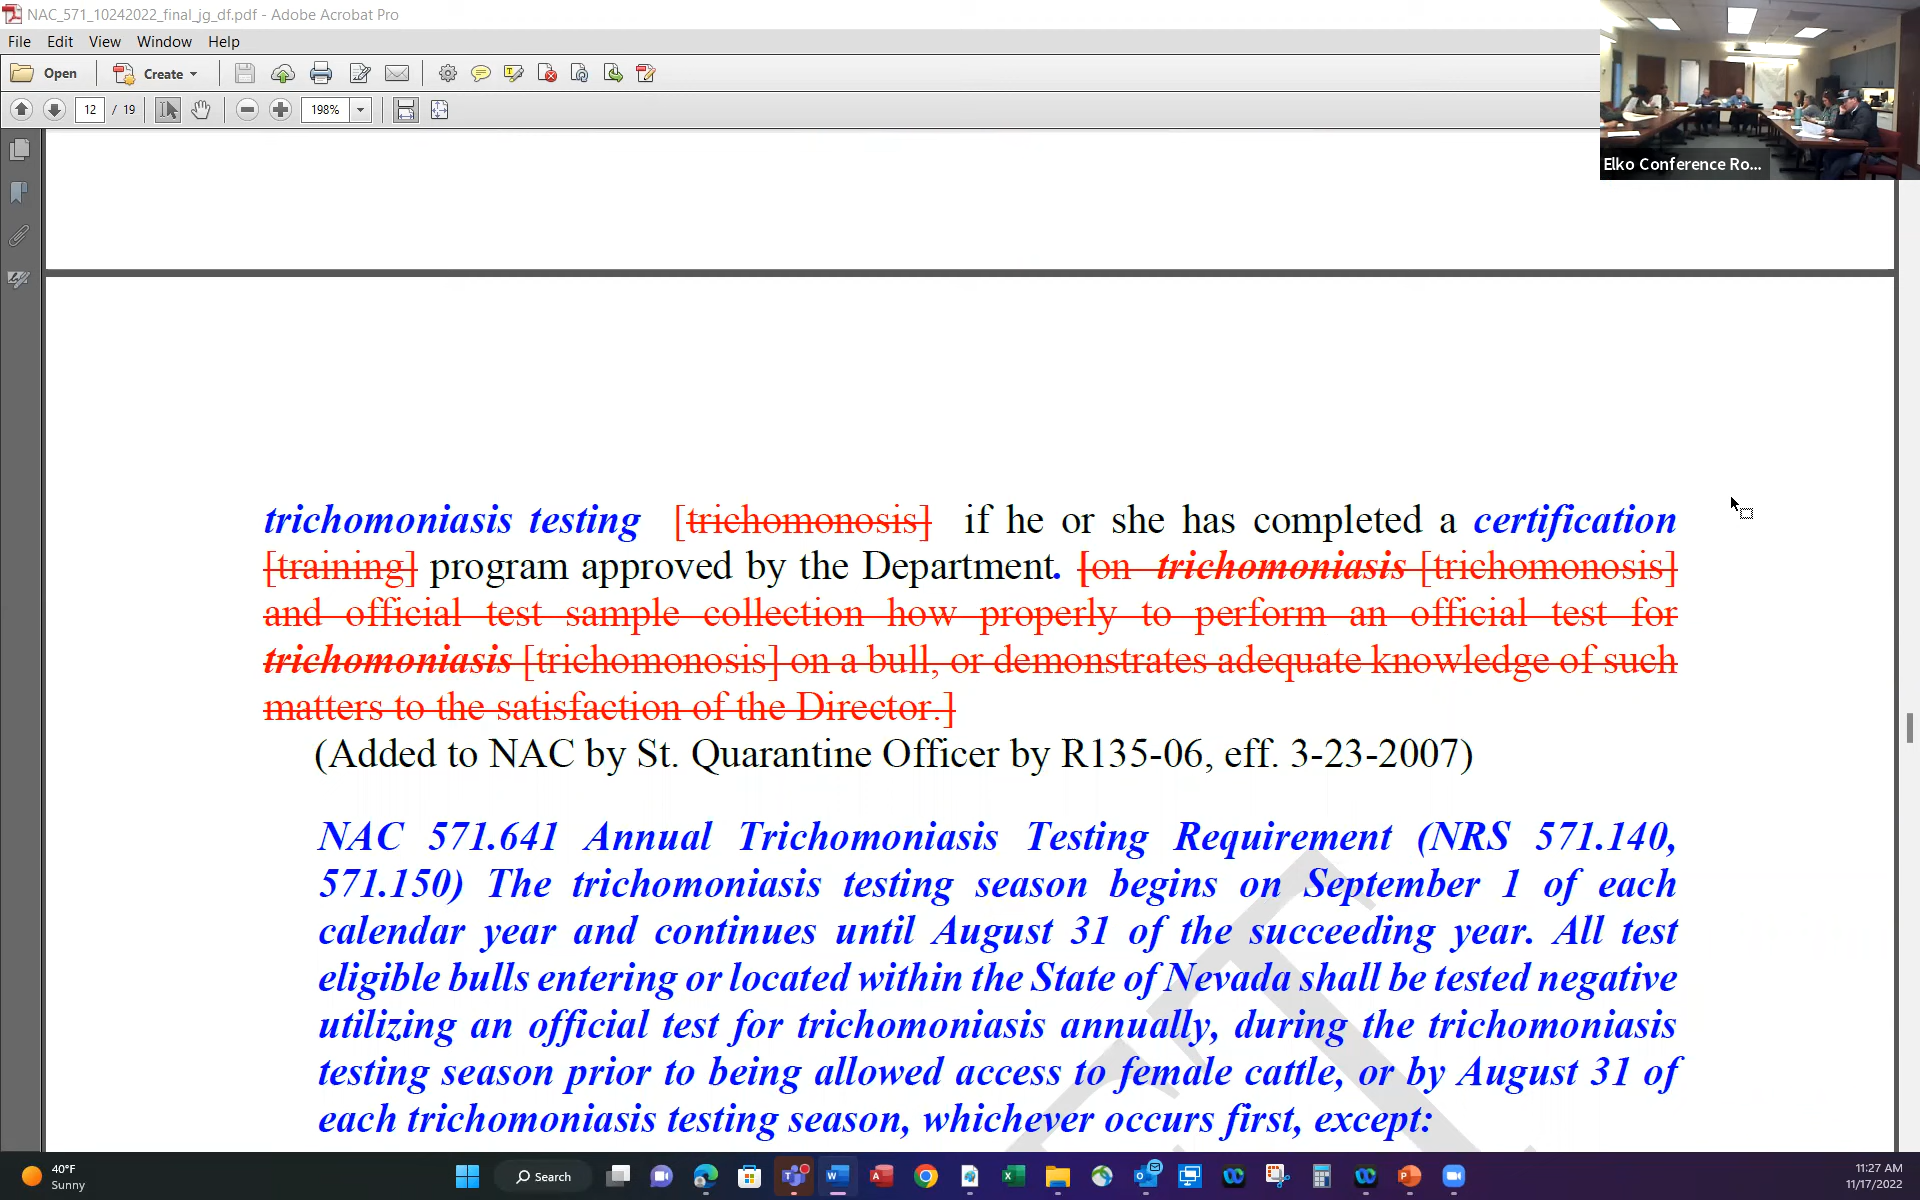 NAC_571_10242022_final_jg_df.pdf - Adobe Acrobat Pro
File Edit View Window Help
Open Create
12 / 19 198%
Elko Conference Ro...
trichomoniasis testing [trichomonosis] if he or she has completed a certification
[training] program approved by the Department. [on trichomoniasis [trichomonosis]
and official test sample collection how properly to perform an official test for
trichomoniasis [trichomonosis] on a bull, or demonstrates adequate knowledge of such
matters to the satisfaction of the Director.]
(Added to NAC by St. Quarantine Officer by R135-06, eff. 3-23-2007)
NAC 571.641 Annual Trichomoniasis Testing Requirement (NRS 571.140,
571.150) The trichomoniasis testing season begins on September 1 of each
calendar year and continues until August 31 of the succeeding year. All test
eligible bulls entering or located within the State of Nevada shall be tested negative
utilizing an official test for trichomoniasis annually, during the trichomoniasis
testing season prior to being allowed access to female cattle, or by August 31 of
each trichomoniasis testing season, whichever occurs first, except:
40°F
Sunny
Search
11:27 AM
11/17/2022